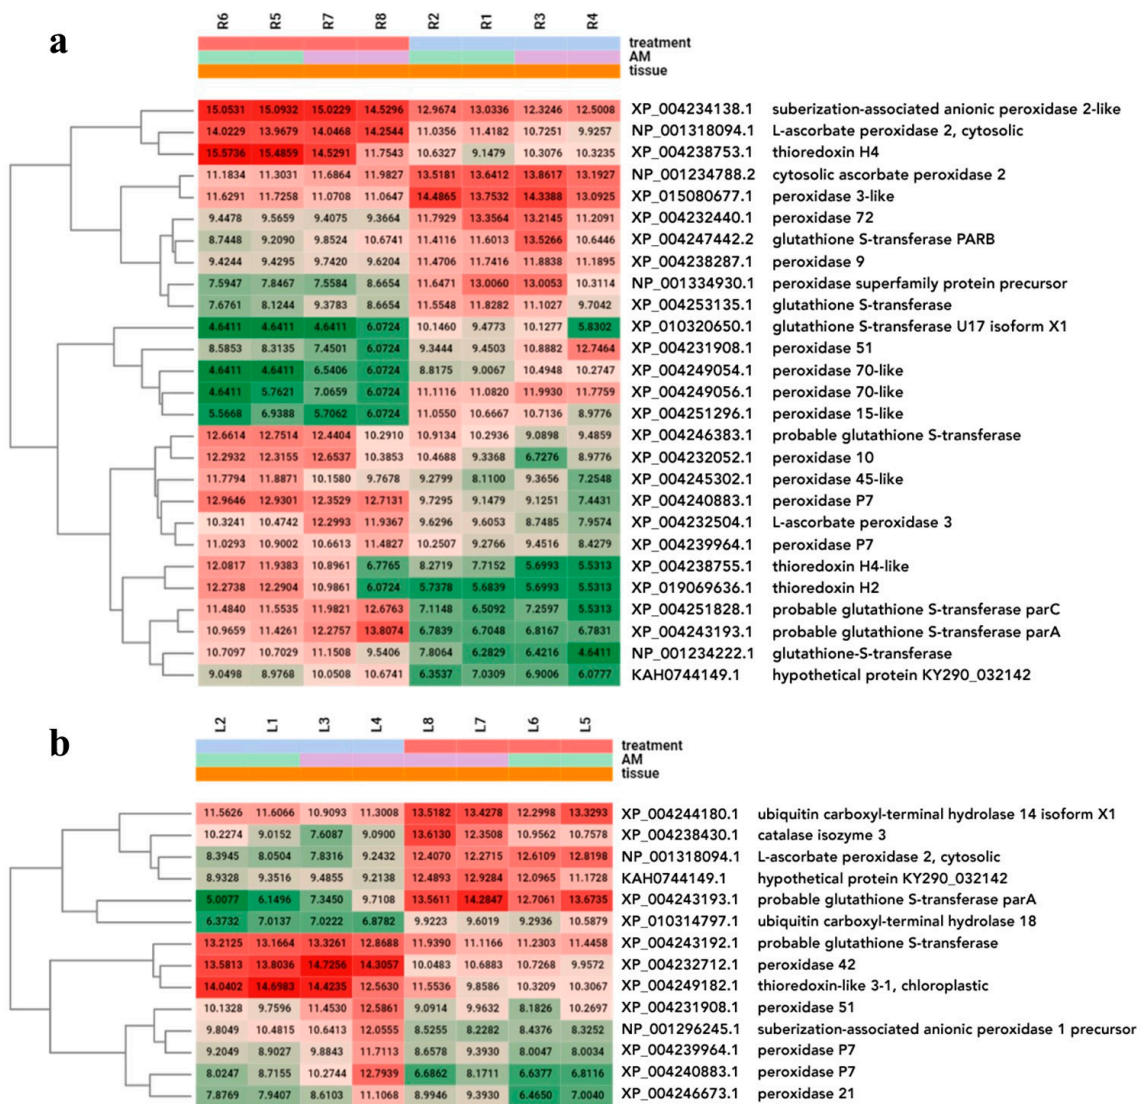 a
R6 R5 R7 R8 R2 R1 R3 R4
treatment
AM
tissue
15.0531 15.0932 15.0229 14.5296 12.9674 13.0336 12.3246 12.5008 XP_004234138.1 suberization-associated anionic peroxidase 2-like
14.0229 13.9679 14.0468 14.2544 11.0356 11.4182 10.7251 9.9257 NP_001318094.1 L-ascorbate peroxidase 2, cytosolic
15.5736 15.4859 14.5291 11.7543 10.6327 9.1479 10.3076 10.3235 XP_004238753.1 thioredoxin H4
11.1834 11.3031 11.6864 11.9827 13.5181 13.6412 13.8617 13.1927 NP_001234788.2 cytosolic ascorbate peroxidase 2
11.6291 11.7258 11.0708 11.0647 14.4865 13.7532 14.3388 13.0925 XP_015080677.1 peroxidase 3-like
9.4478 9.5659 9.4075 9.3664 11.7929 13.3564 13.2145 11.2091 XP_004232440.1 peroxidase 72
8.7448 9.2090 9.8524 10.6741 11.4116 11.6013 13.5266 10.6446 XP_004247442.2 glutathione S-transferase PARB
9.4244 9.4295 9.7420 9.6204 11.4706 11.7416 11.8838 11.1895 XP_004238287.1 peroxidase 9
7.5947 7.8467 7.5584 8.6654 11.6471 13.0060 13.0053 10.3114 NP_001334930.1 peroxidase superfamily protein precursor
7.6761 8.1244 9.3783 8.6654 11.5548 11.8282 11.1027 9.7042 XP_004253135.1 glutathione S-transferase
4.6411 4.6411 4.6411 6.0724 10.1460 9.4773 10.1277 5.8302 XP_010320650.1 glutathione S-transferase U17 isoform X1
8.5853 8.3135 7.4501 6.0724 9.3444 9.4503 10.8882 12.7464 XP_004231908.1 peroxidase 51
4.6411 4.6411 6.5406 6.0724 8.8175 9.0067 10.4948 10.2747 XP_004249054.1 peroxidase 70-like
4.6411 5.7621 7.0659 6.0724 11.1116 11.0820 11.9930 11.7759 XP_004249056.1 peroxidase 70-like
5.5668 6.9388 5.7062 6.0724 11.0550 10.6667 10.7136 8.9776 XP_004251296.1 peroxidase 15-like
12.6614 12.7514 12.4404 10.2910 10.9134 10.2936 9.0898 9.4859 XP_004246383.1 probable glutathione S-transferase
12.2932 12.3155 12.6537 10.3853 10.4688 9.3368 6.7276 8.9776 XP_004232052.1 peroxidase 10
11.7794 11.8871 10.1580 9.7678 9.2799 8.1100 9.3656 7.2548 XP_004245302.1 peroxidase 45-like
12.9646 12.9301 12.3529 12.7131 9.7295 9.1479 9.1251 7.4431 XP_004240883.1 peroxidase P7
10.3241 10.4742 12.2993 11.9367 9.6296 9.6053 8.7485 7.9574 XP_004232504.1 L-ascorbate peroxidase 3
11.0293 10.9002 10.6613 11.4827 10.2507 9.2766 9.4516 8.4279 XP_004239964.1 peroxidase P7
12.0817 11.9383 10.8961 6.7765 8.2719 7.7152 5.6993 5.5313 XP_004238755.1 thioredoxin H4-like
12.2738 12.2904 10.9861 6.0724 5.7378 5.6839 5.6993 5.5313 XP_019069636.1 thioredoxin H2
11.4840 11.5535 11.9821 12.6763 7.1148 6.5092 7.2597 5.5313 XP_004251828.1 probable glutathione S-transferase parC
10.9659 11.4261 12.2757 13.8074 6.7839 6.7048 6.8167 6.7831 XP_004243193.1 probable glutathione S-transferase parA
10.7097 10.7029 11.1508 9.5406 7.8064 6.2829 6.4216 4.6411 NP_001234222.1 glutathione-S-transferase
9.0498 8.9768 10.0508 10.6741 6.3537 7.0309 6.9006 6.0777 KAH0744149.1 hypothetical protein KY290_032142
b
L2 L1 L3 L4 L8 L7 L6 L5
treatment
AM
tissue
11.5626 11.6066 10.9093 11.3008 13.5182 13.4278 12.2998 13.3293 XP_004244180.1 ubiquitin carboxyl-terminal hydrolase 14 isoform X1
10.2274 9.0152 7.6087 9.0900 13.6130 12.3508 10.9562 10.7578 XP_004238430.1 catalase isozyme 3
8.3945 8.0504 7.8316 9.2432 12.4070 12.2715 12.6109 12.8198 NP_001318094.1 L-ascorbate peroxidase 2, cytosolic
8.9328 9.3516 9.4855 9.2138 12.4893 12.9284 12.0965 11.1728 KAH0744149.1 hypothetical protein KY290_032142
5.0077 6.1496 7.3450 9.7108 13.5611 14.2847 12.7061 13.6735 XP_004243193.1 probable glutathione S-transferase parA
6.3732 7.0137 7.0222 6.8782 9.9223 9.6019 9.2936 10.5879 XP_010314797.1 ubiquitin carboxyl-terminal hydrolase 18
13.2125 13.1664 13.3261 12.8688 11.9390 11.1166 11.2303 11.4458 XP_004243192.1 probable glutathione S-transferase
13.5813 13.8036 14.7256 14.3057 10.0483 10.6883 10.7268 9.9572 XP_004232712.1 peroxidase 42
14.0402 14.6983 14.4235 12.5630 11.5536 9.8586 10.3209 10.3067 XP_004249182.1 thioredoxin-like 3-1, chloroplastic
10.1328 9.7596 11.4530 12.5861 9.0914 9.9632 8.1826 10.2697 XP_004231908.1 peroxidase 51
9.8049 10.4815 10.6413 12.0555 8.5255 8.2282 8.4376 8.3252 NP_001296245.1 suberization-associated anionic peroxidase 1 precursor
9.2049 8.9027 9.8843 11.7113 8.6578 9.3930 8.0047 8.0034 XP_004239964.1 peroxidase P7
8.0247 8.7155 10.2744 12.7939 6.6862 8.1711 6.6377 6.8116 XP_004240883.1 peroxidase P7
7.8769 7.9407 8.6103 11.1068 8.9946 9.3930 6.4650 7.0040 XP_004246673.1 peroxidase 21